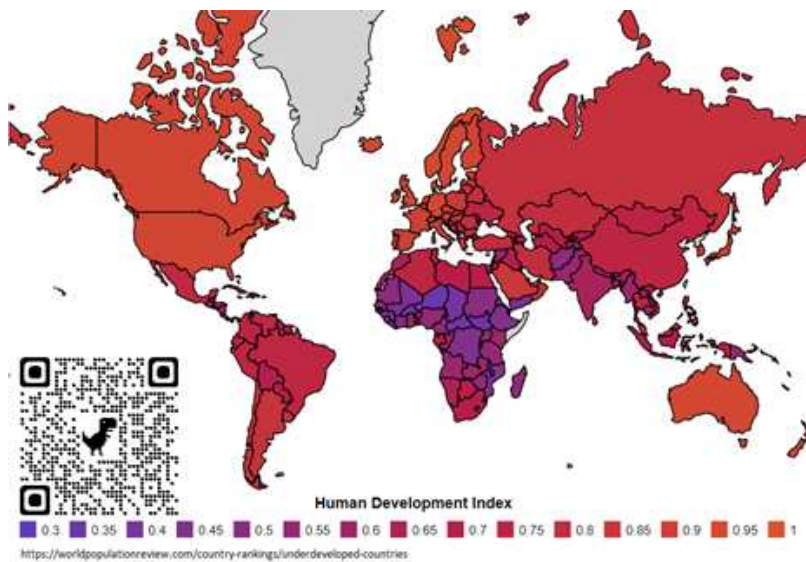 Human Development Index
0.3 0.35 0.4 0.45 0.5 0.55 0.6 0.65 0.7 0.75 0.8 0.85 0.9 0.95 1
https://worldpopulationreview.com/country-rankings/underdeveloped-countries